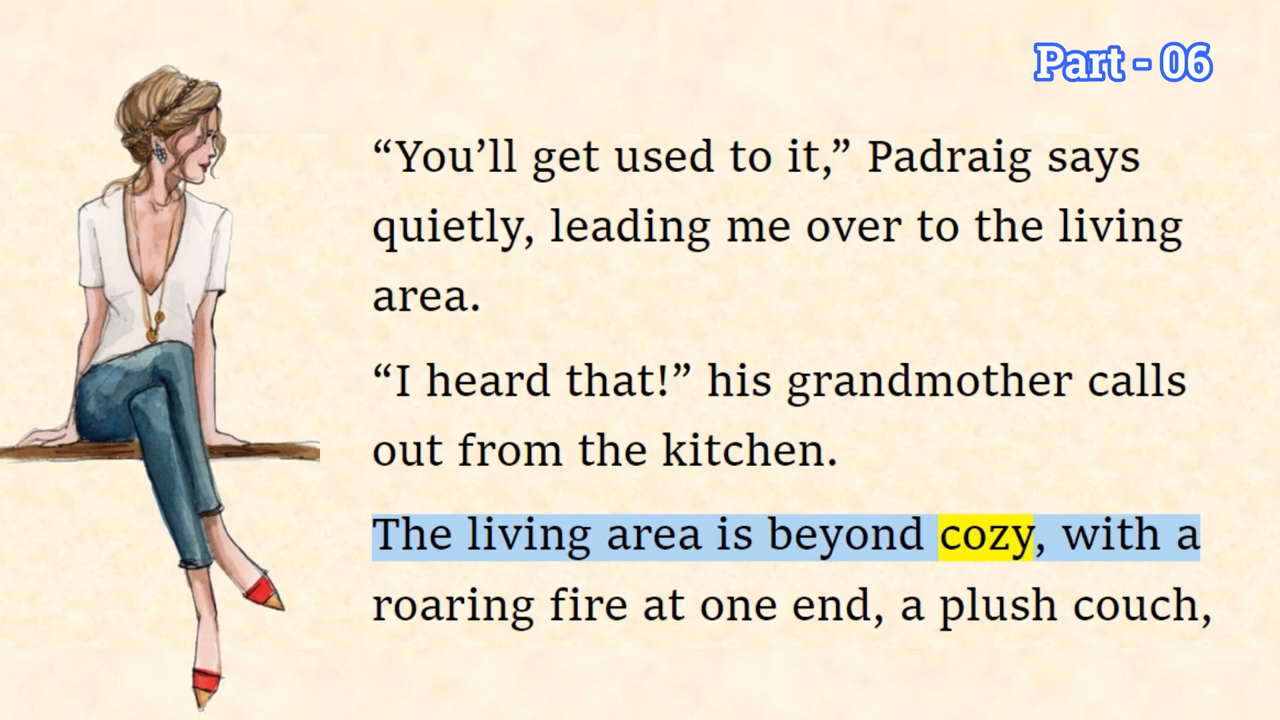 Part - 06
“You’ll get used to it,” Padraig says
quietly, leading me over to the living
area.
“I heard that!” his grandmother calls
out from the kitchen.
The living area is beyond cozy, with a
roaring fire at one end, a plush couch,